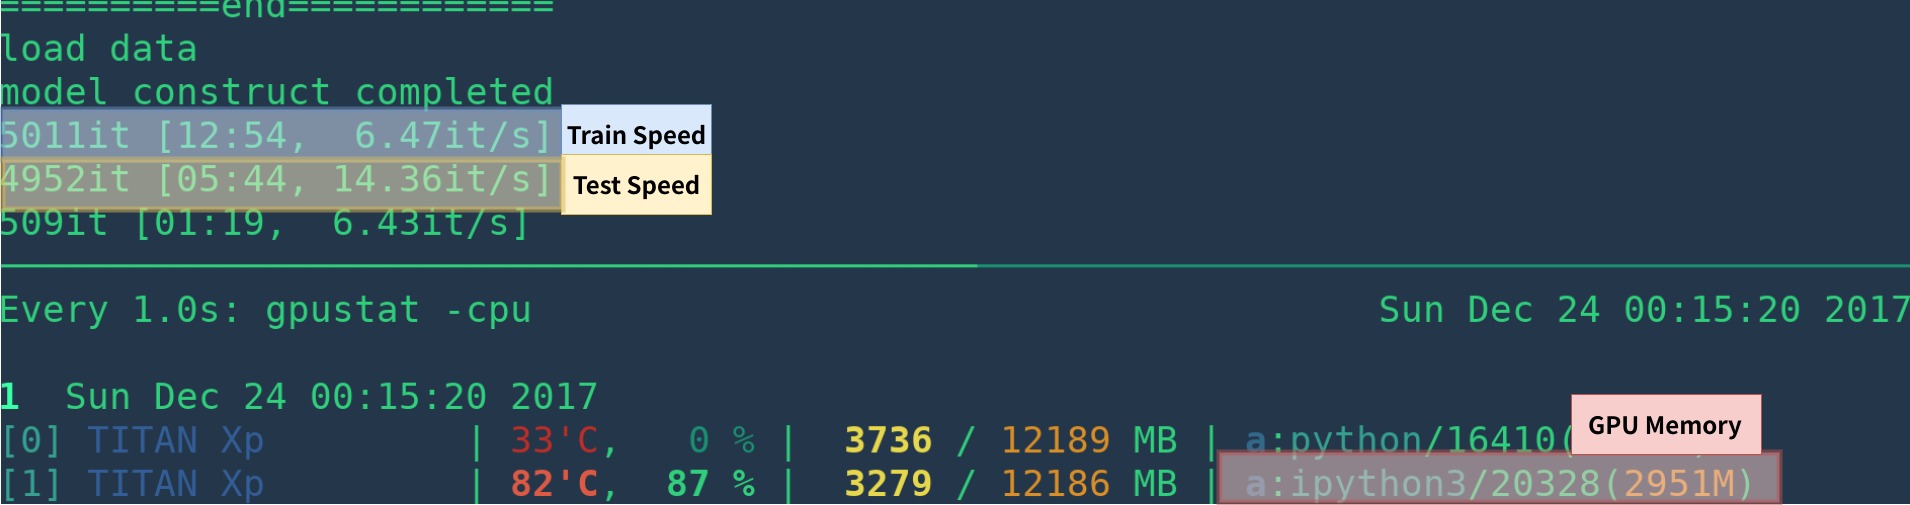 ==========end============
load data
model construct completed
5011it [12:54,  6.47it/s] Train Speed
4952it [05:44, 14.36it/s] Test Speed
509it [01:19,  6.43it/s]
Every 1.0s: gpustat -cpu Sun Dec 24 00:15:20 2017
1  Sun Dec 24 00:15:20 2017
GPU Memory
[0] TITAN Xp | 33'C,   0 % |  3736 / 12189 MB | a:python/16410(
[1] TITAN Xp | 82'C,  87 % |  3279 / 12186 MB | a:ipython3/20328(2951M)